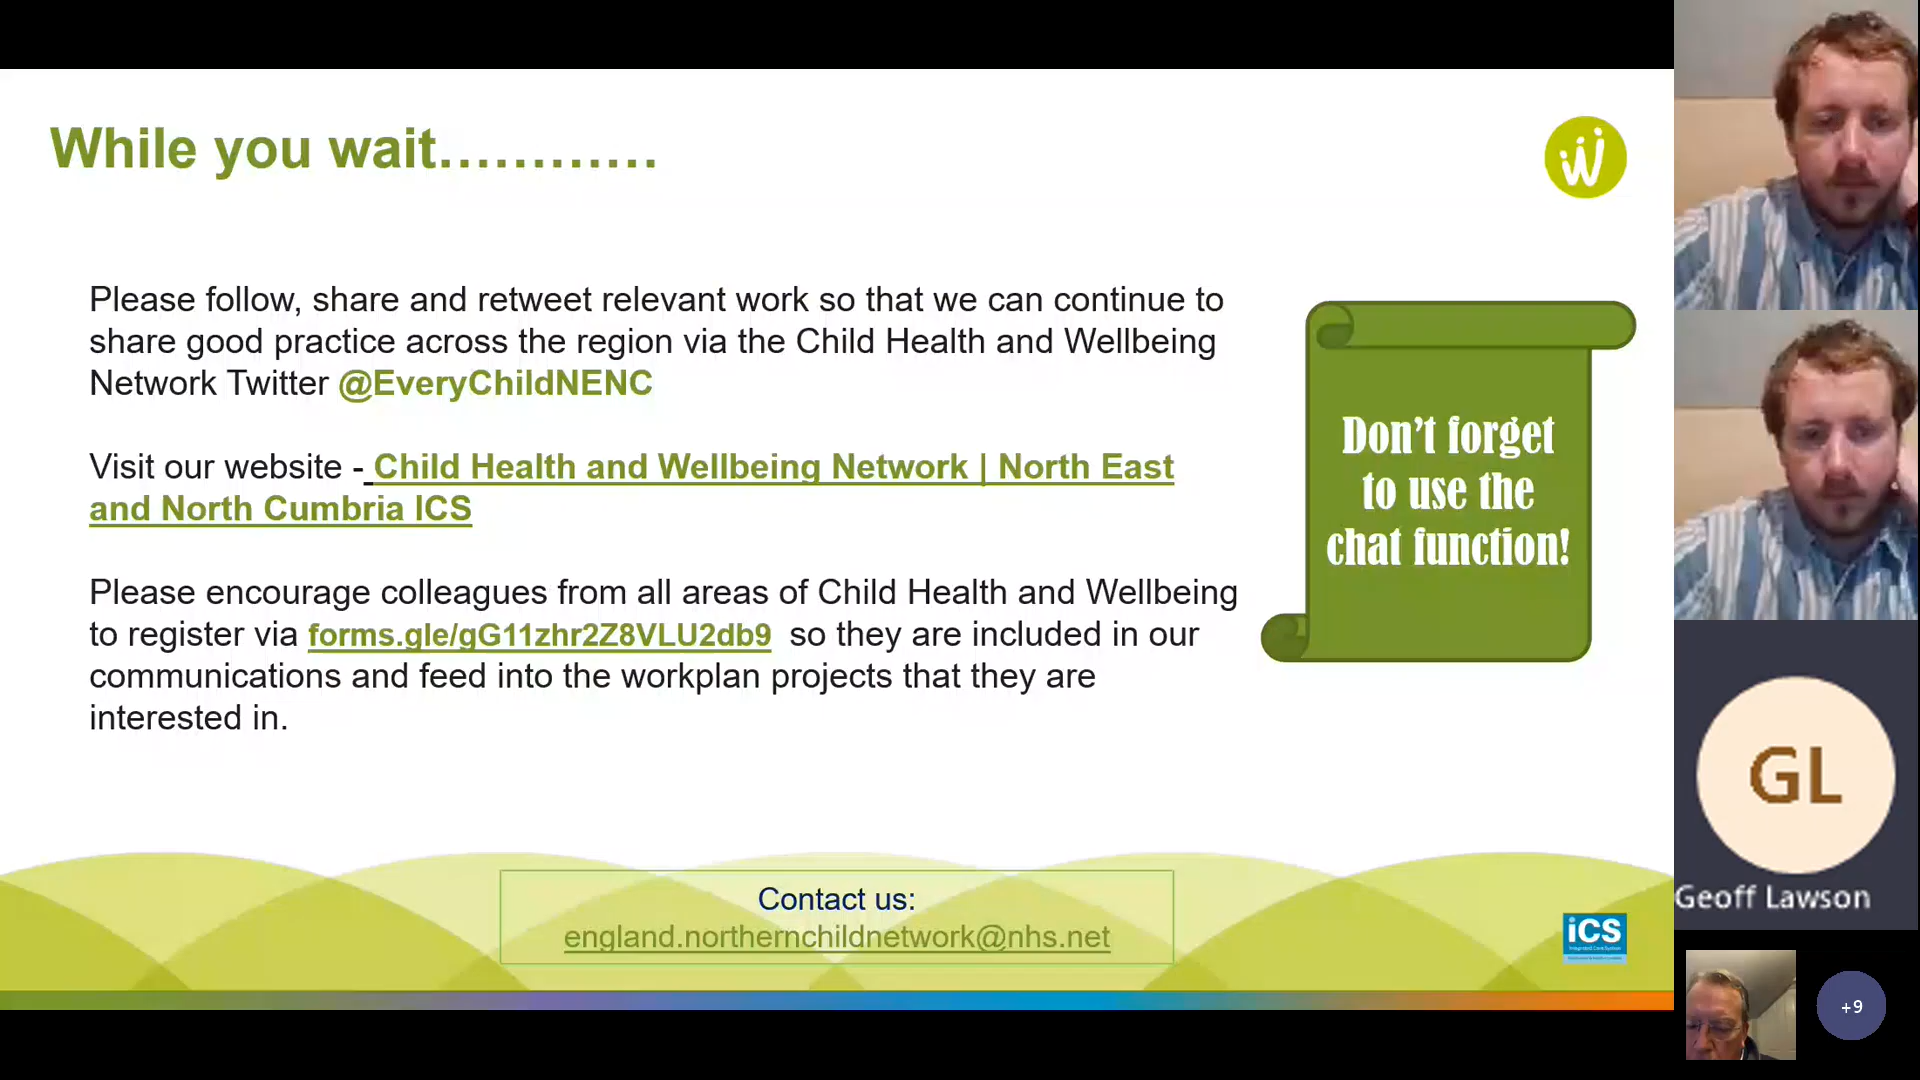 While you wait............
Please follow, share and retweet relevant work so that we can continue to
share good practice across the region via the Child Health and Wellbeing
Network Twitter @EveryChildNENC
Visit our website - Child Health and Wellbeing Network | North East
and North Cumbria ICS
Please encourage colleagues from all areas of Child Health and Wellbeing
to register via forms.gle/gG11zhr2Z8VLU2db9 so they are included in our
communications and feed into the workplan projects that they are
interested in.
Don't forget
to use the
chat function!
Contact us:
england.northernchildnetwork@nhs.net
iCS
GL
Geoff Lawson
+9